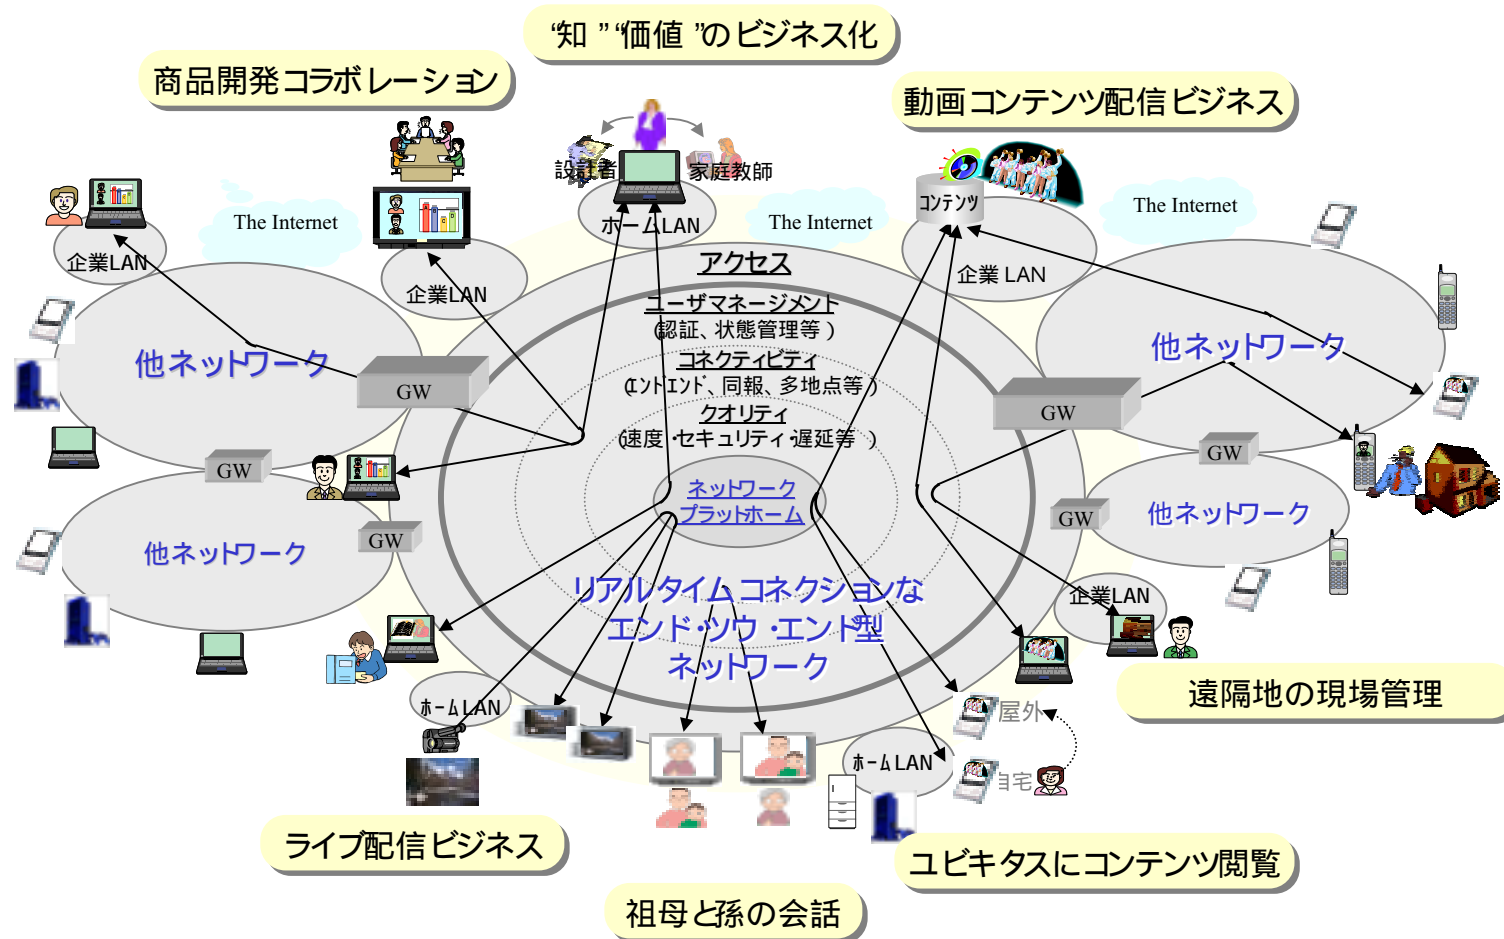 “知”“価値”のビジネス化
商品開発コラボレーション
動画コンテンツ配信ビジネス
設計者
家庭教師
コンテンツ
The Internet
The Internet
The Internet
ホームLAN
企業LAN
企業LAN
企業LAN
アクセス
ユーザマネージメント
(認証、状態管理等)
コネクティビティ
(エンドエンド、同報、多地点等)
クオリティ
(速度・セキュリティ・遅延等)
他ネットワーク
他ネットワーク
GW
GW
GW
GW
GW
GW
ネットワーク
プラットホーム
他ネットワーク
他ネットワーク
リアルタイムコネクションな
エンド・ツウ・エンド型
ネットワーク
企業LAN
遠隔地の現場管理
ホームLAN
屋外
ホームLAN
自宅
ライブ配信ビジネス
ユビキタスにコンテンツ閲覧
祖母と孫の会話